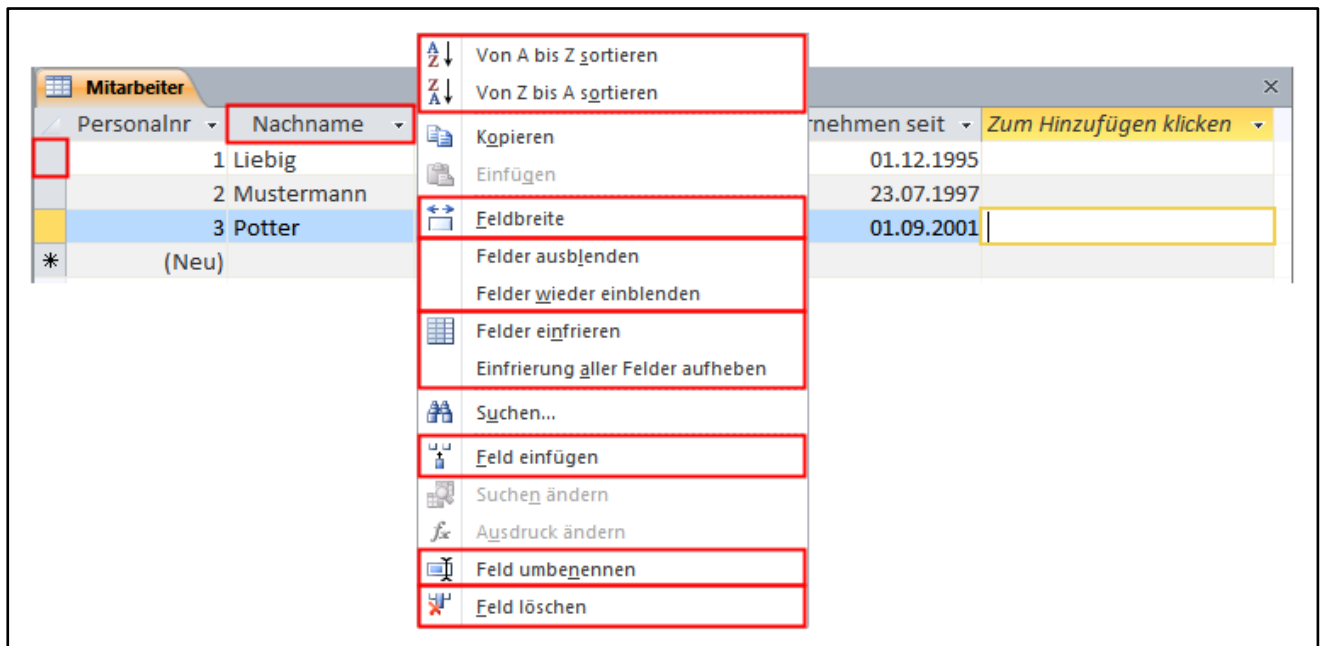 Mitarbeiter
Personalnr Nachname rnehmen seit Zum Hinzufügen klicken
1 Liebig 01.12.1995
2 Mustermann 23.07.1997
3 Potter 01.09.2001
(Neu)
Von A bis Z sortieren
Von Z bis A sortieren
Kopieren
Einfügen
Feldbreite
Felder ausblenden
Felder wieder einblenden
Felder einfrieren
Einfrierung aller Felder aufheben
Suchen...
Feld einfügen
Suchen ändern
Ausdruck ändern
Feld umbenennen
Feld löschen